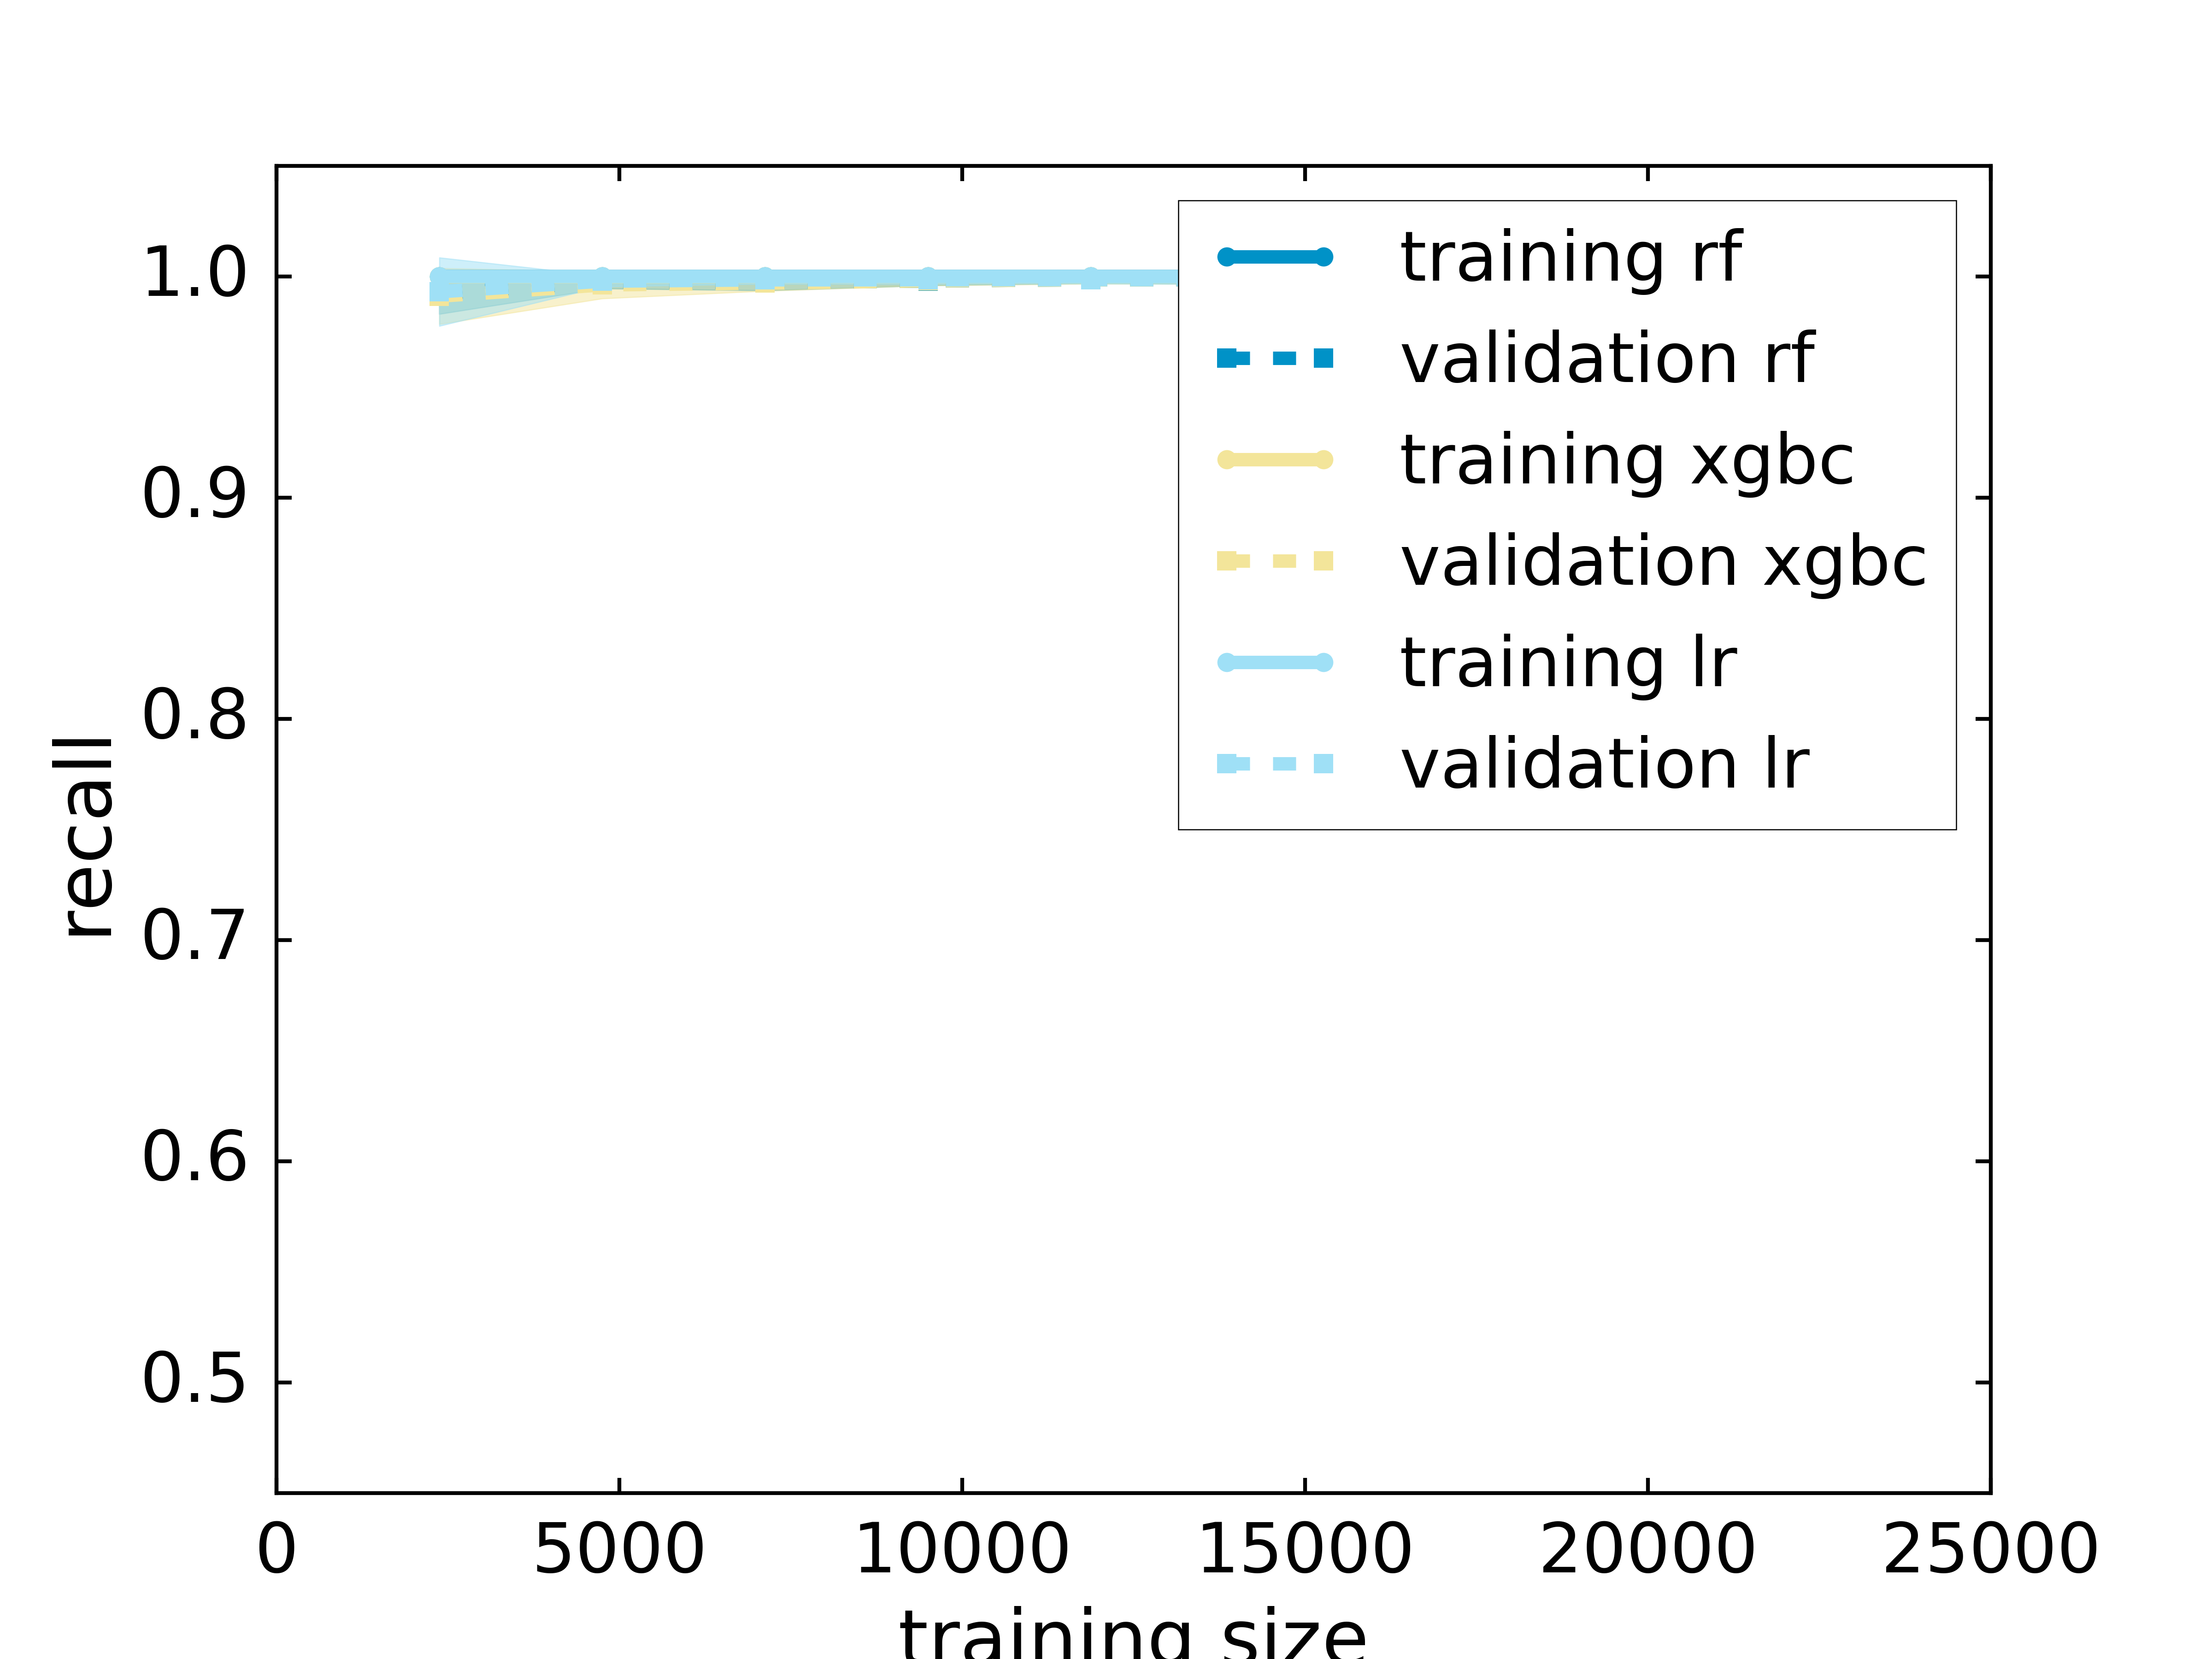 1.0
0.9
0.8
0.7
0.6
0.5
recall
training rf
validation rf
training xgbc
validation xgbc
training lr
validation lr
0 5000 10000 15000 20000 25000
training size